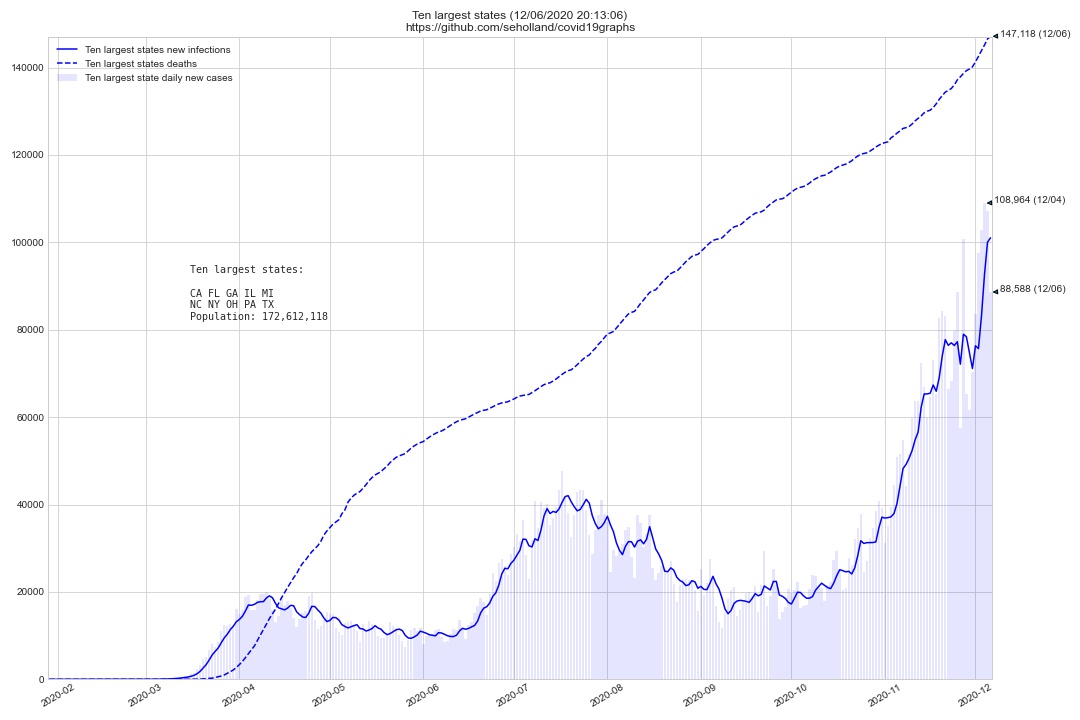 Ten largest states (12/06/2020 20:13:06)
https://github.com/seholland/covid19graphs
Ten largest states new infections
Ten largest states deaths
Ten largest state daily new cases
147,118 (12/06)
140000
120000
108,964 (12/04)
100000
Ten largest states:
CA FL GA IL MI
NC NY OH PA TX
Population: 172,612,118
88,588 (12/06)
80000
60000
40000
20000
0
2020-02
2020-03
2020-04
2020-05
2020-06
2020-07
2020-08
2020-09
2020-10
2020-11
2020-12